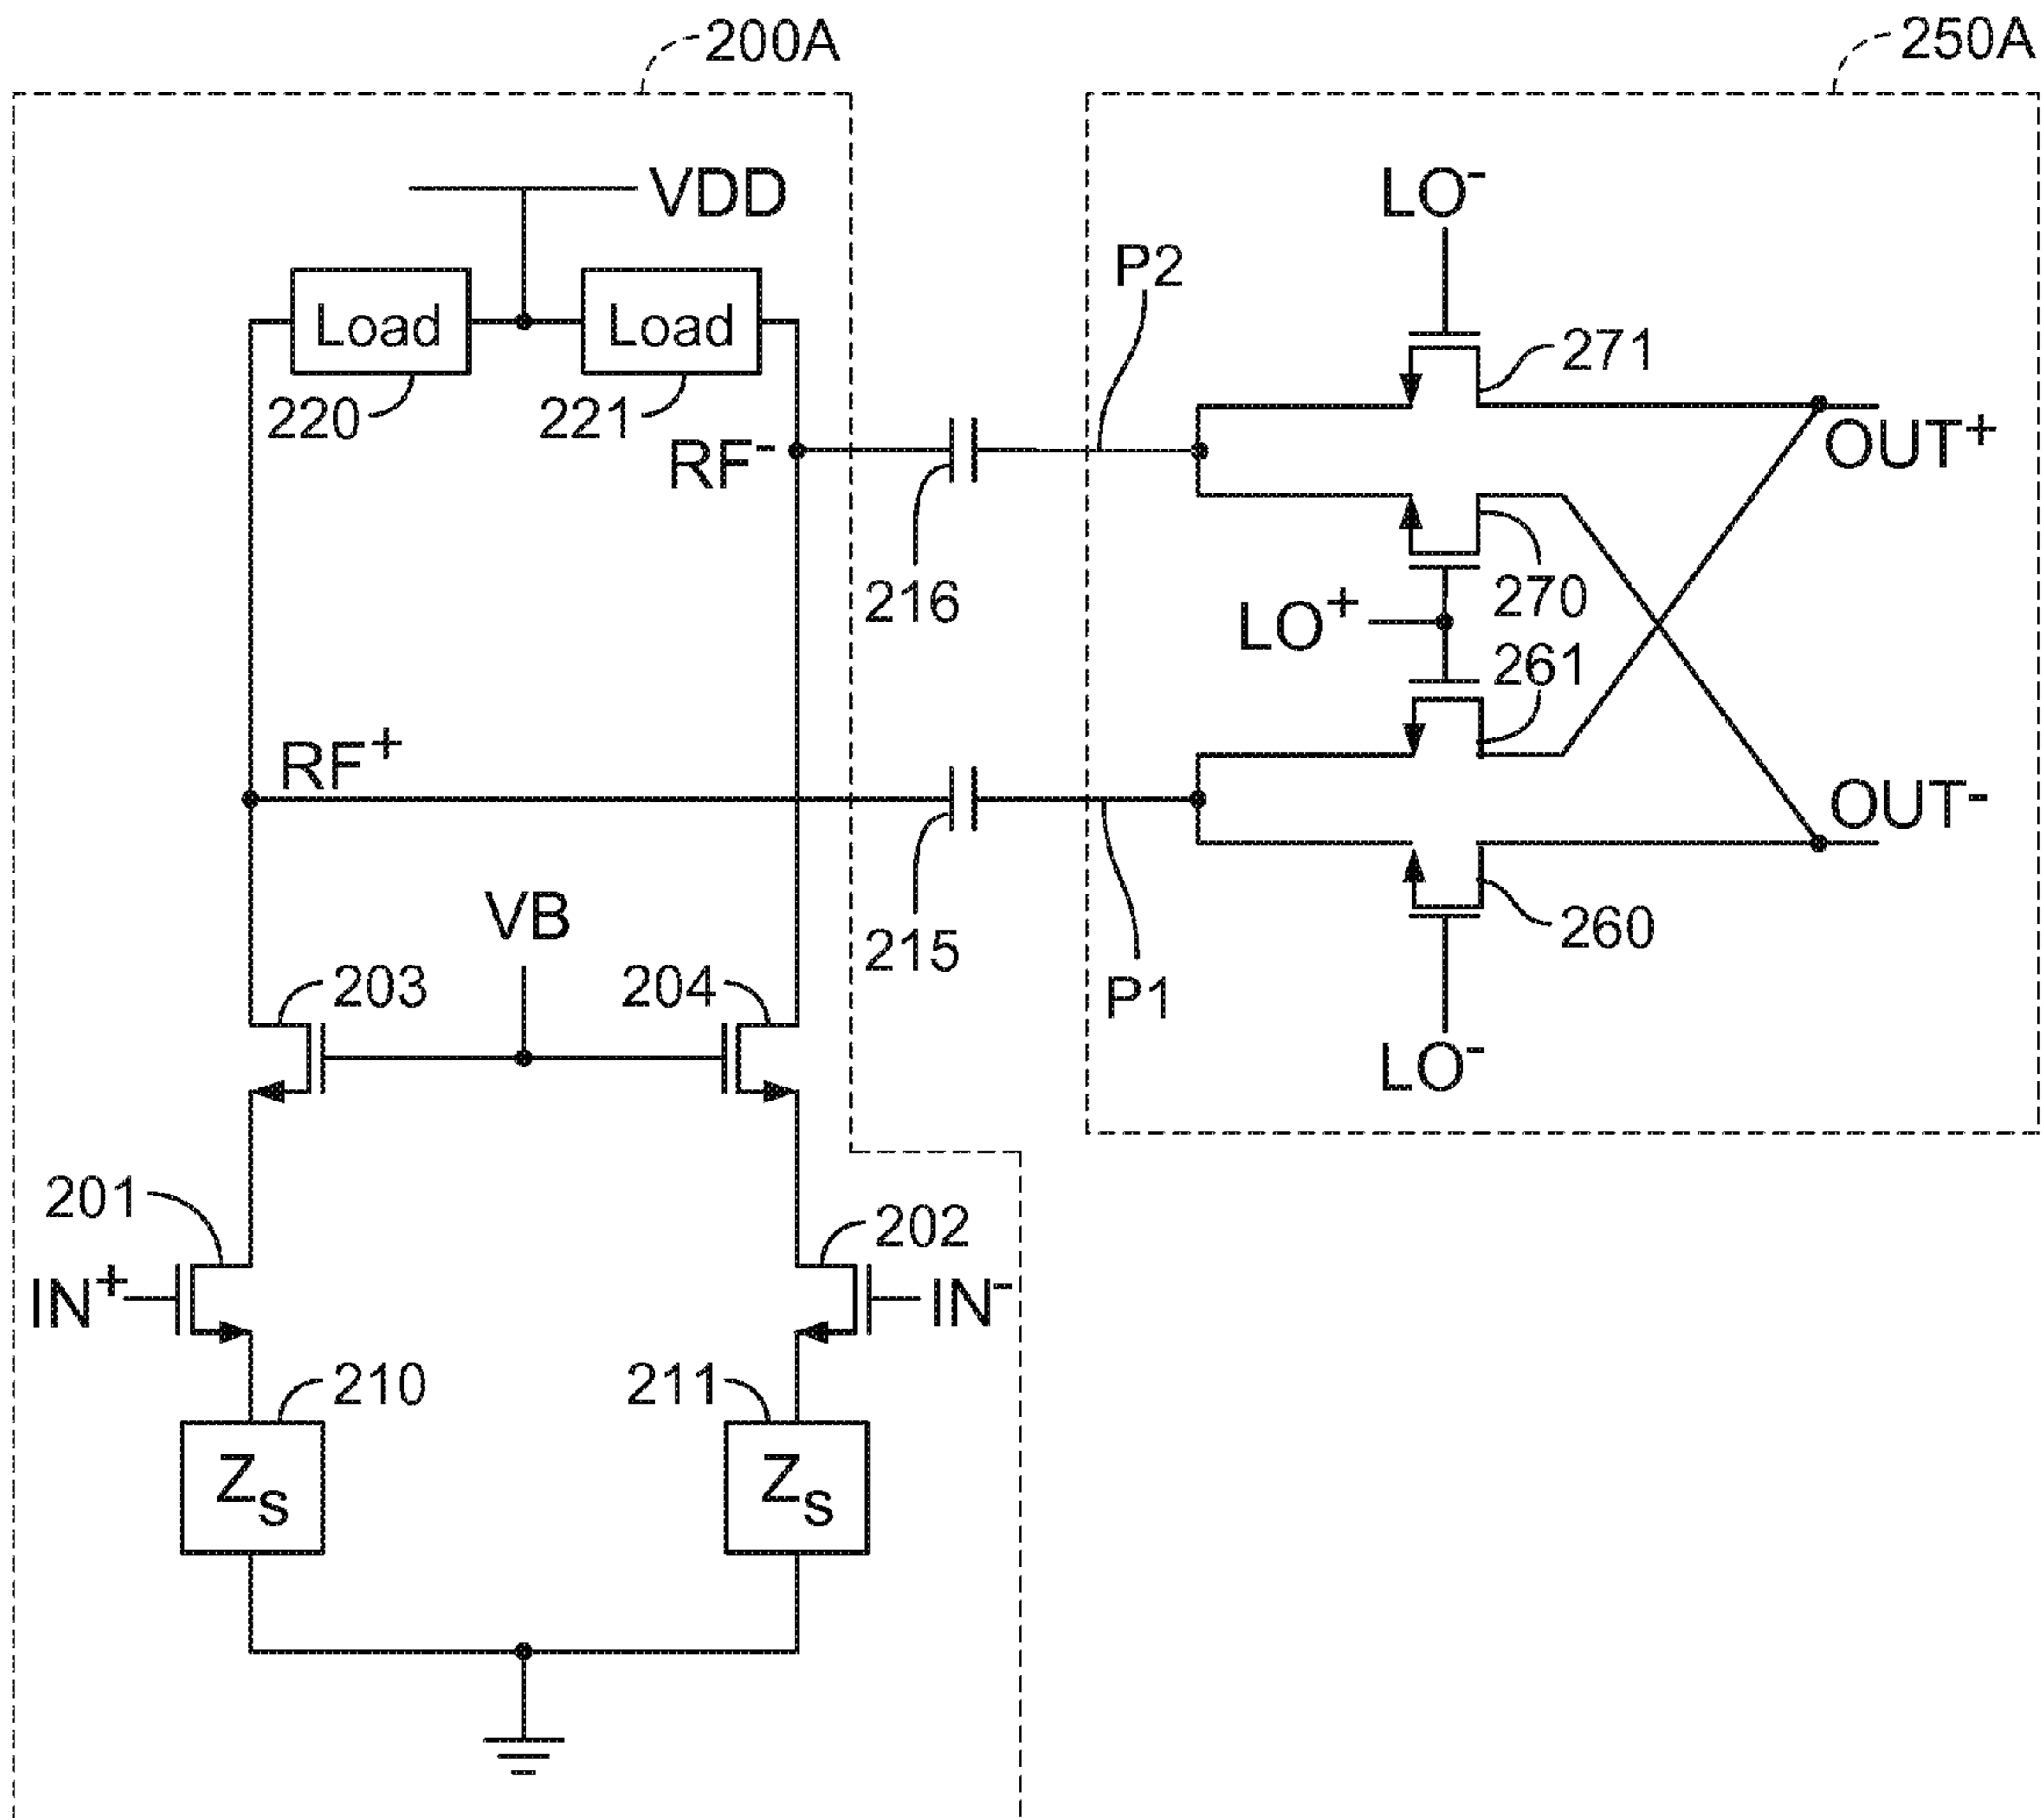 200A
250A
VDD
LO-
P2
Load
Load
271
220
221
RF-
OUT+
216
LO+
270
261
RF+
OUT-
VB
215
P1
260
203
204
LO-
201
202
IN+
IN-
210
211
ZS
ZS